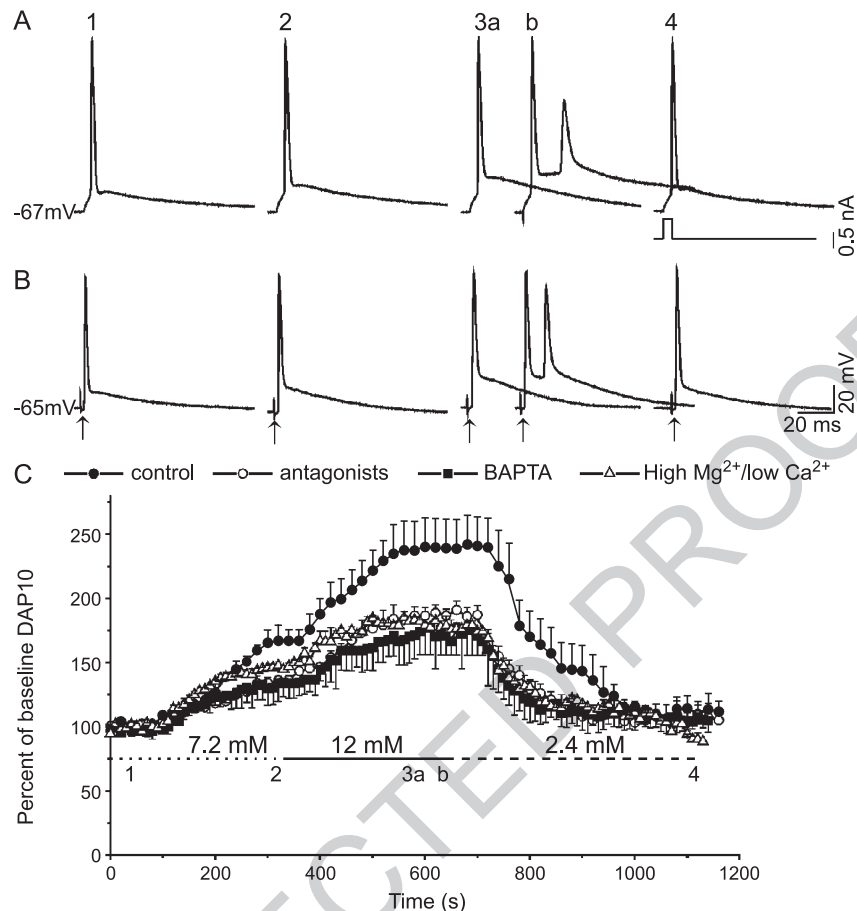 A
1 2 3a b 4
-67mV
0.5 nA
B
-65mV
20 mV
20 ms
C
control antagonists BAPTA High Mg²⁺/low Ca²⁺
Percent of baseline DAP10
250
200
150
100
50
0
7.2 mM 12 mM 2.4 mM
1 2 3a b 4
0 200 400 600 800 1000 1200
Time (s)
ECTED PROO